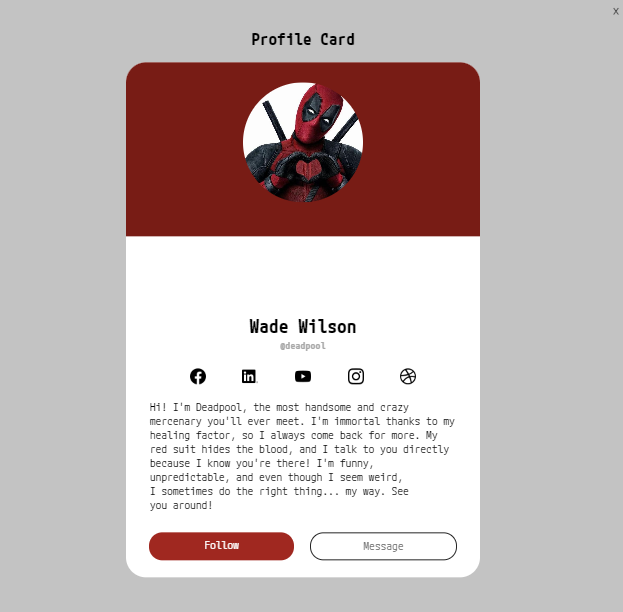 x
Profile Card
Wade Wilson
@deadpool
Hi! I'm Deadpool, the most handsome and crazy
mercenary you'll ever meet. I'm immortal thanks to my
healing factor, so I always come back for more. My
red suit hides the blood, and I talk to you directly
because I know you're there! I'm funny,
unpredictable, and even though I seem weird,
I sometimes do the right thing... my way. See
you around!
Follow
Message